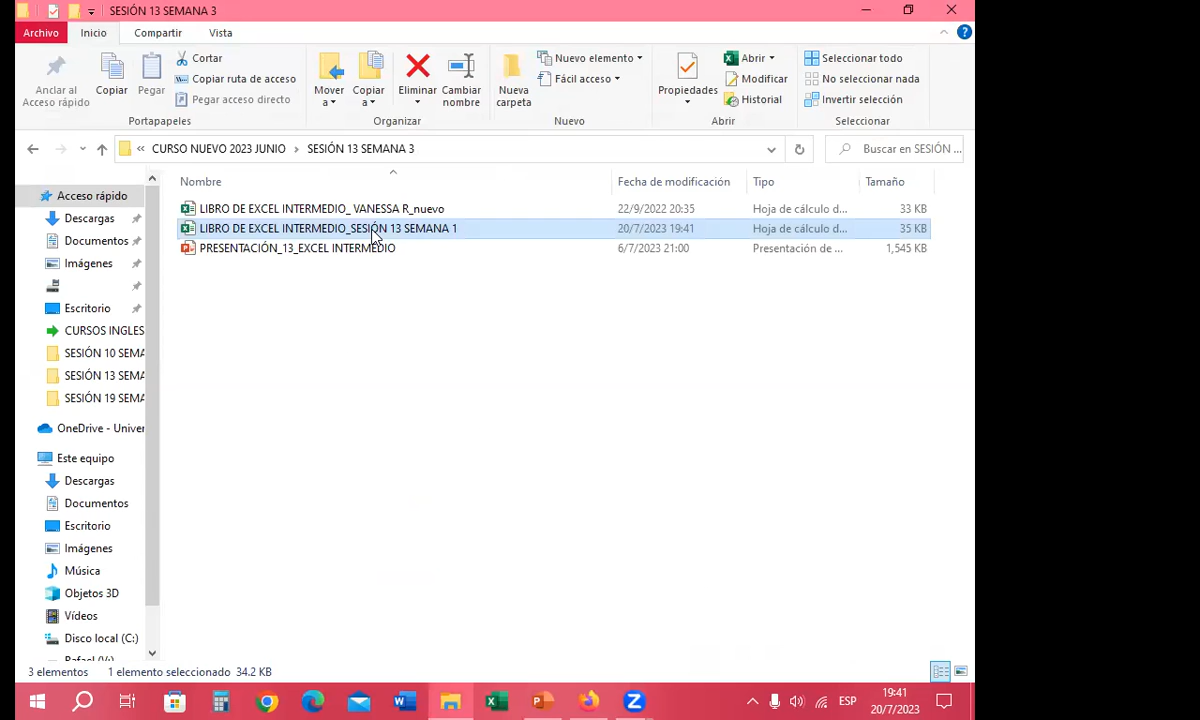 SESIÓN 13 SEMANA 3
Archivo Inicio Compartir Vista
Anclar al Acceso rápido
Copiar
Pegar
Cortar
Copiar ruta de acceso
Pegar acceso directo
Portapapeles
Mover a
Copiar a
Eliminar
Cambiar nombre
Organizar
Nueva carpeta
Nuevo elemento
Fácil acceso
Nuevo
Propiedades
Abrir
Modificar
Historial
Abrir
Seleccionar todo
No seleccionar nada
Invertir selección
Seleccionar
« CURSO NUEVO 2023 JUNIO > SESIÓN 13 SEMANA 3
Buscar en SESIÓN ...
Nombre Fecha de modificación Tipo Tamaño
LIBRO DE EXCEL INTERMEDIO_ VANESSA R_nuevo 22/9/2022 20:35 Hoja de cálculo d... 33 KB
LIBRO DE EXCEL INTERMEDIO_SESIÓN 13 SEMANA 1 20/7/2023 19:41 Hoja de cálculo d... 35 KB
PRESENTACIÓN_13_EXCEL INTERMEDIO 6/7/2023 21:00 Presentación de ... 1,545 KB
Acceso rápido
Descargas
Documentos
Imágenes
Escritorio
CURSOS INGLES
SESIÓN 10 SEMA
SESIÓN 13 SEMA
SESIÓN 19 SEMA
OneDrive - Univer
Este equipo
Descargas
Documentos
Escritorio
Imágenes
Música
Objetos 3D
Vídeos
Disco local (C:)
3 elementos 1 elemento seleccionado 34.2 KB
ESP
19:41
20/7/2023